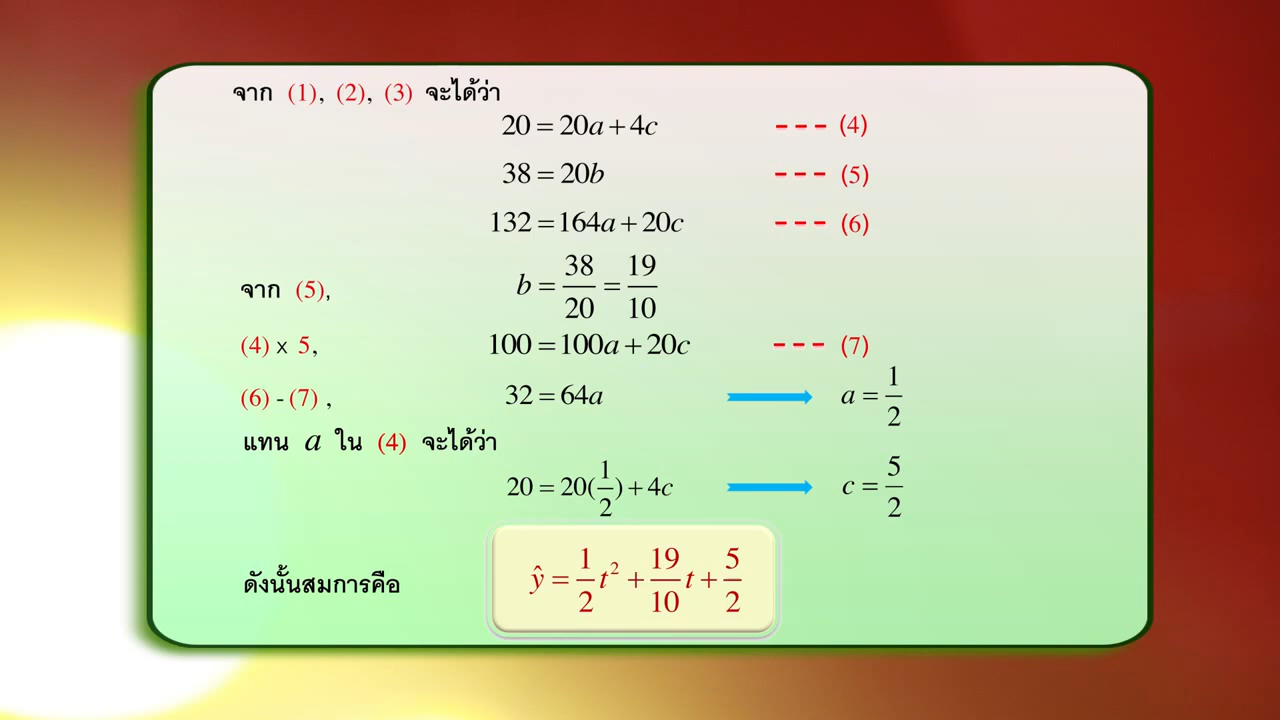 จาก (1), (2), (3) จะได้ว่า
20 = 20a + 4c --- (4)
38 = 20b --- (5)
132 = 164a + 20c --- (6)
จาก (5), b = 38/20 = 19/10
(4) x 5, 100 = 100a + 20c --- (7)
(6) - (7) , 32 = 64a a = 1/2
แทน a ใน (4) จะได้ว่า
20 = 20(1/2) + 4c c = 5/2
ดังนั้นสมการคือ ŷ = 1/2 t² + 19/10 t + 5/2